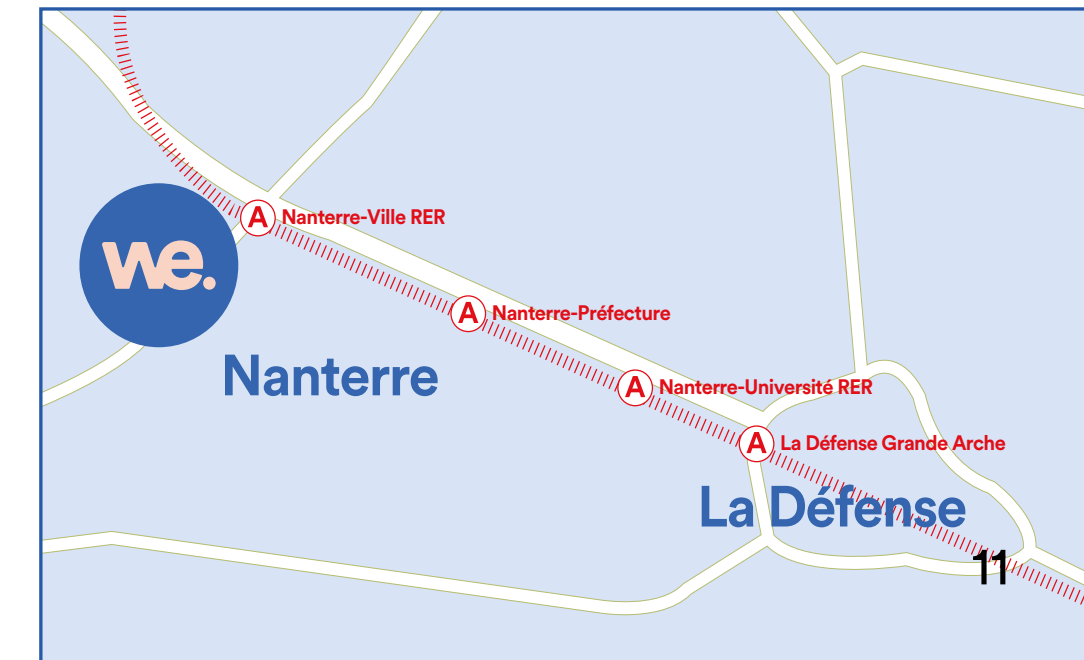 A Nanterre-Ville RER
we.
A Nanterre-Préfecture
Nanterre
A Nanterre-Université RER
A La Défense Grande Arche
La Défense
11